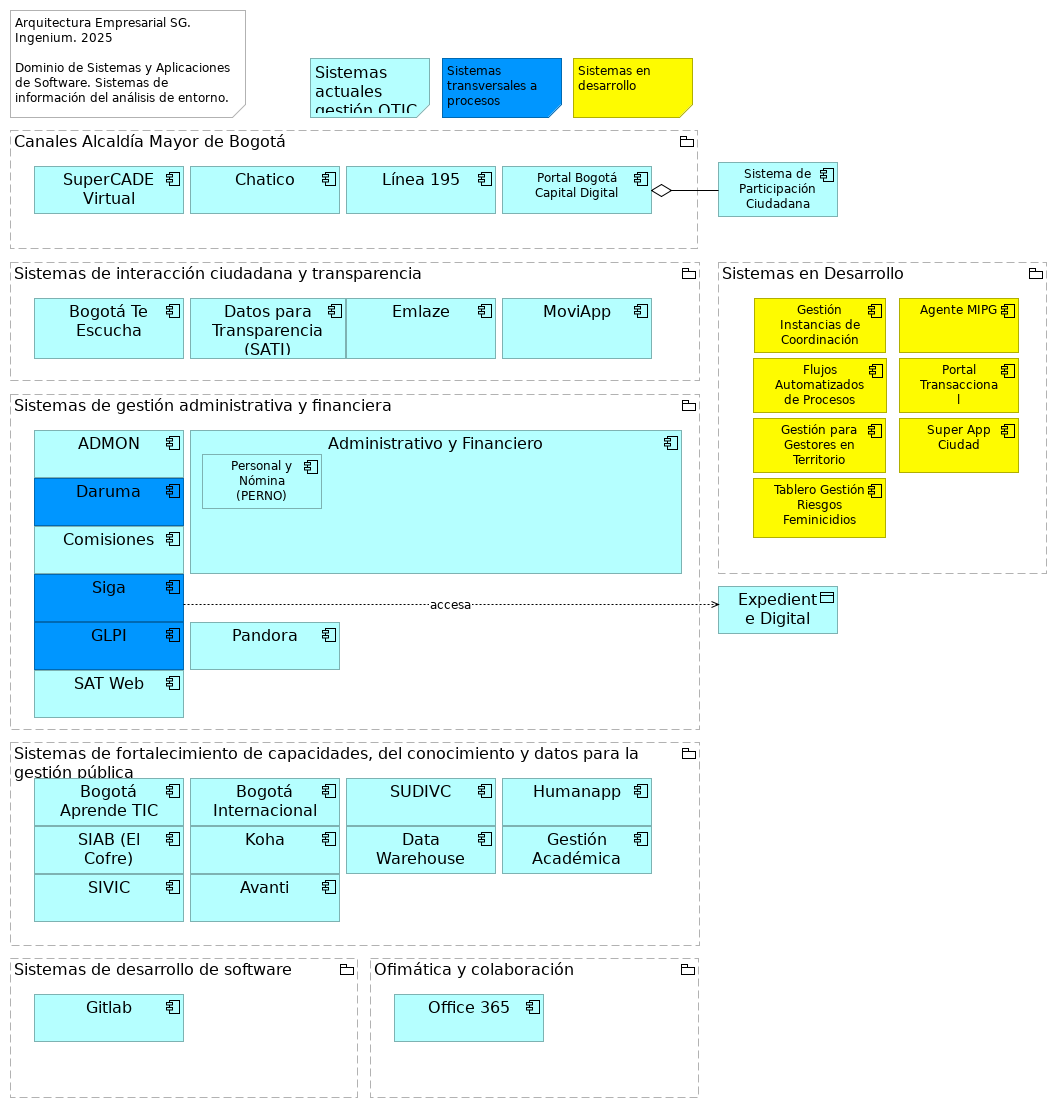 Arquitectura Empresarial SG.
Ingenium. 2025
Dominio de Sistemas y Aplicaciones
de Software. Sistemas de
información del análisis de entorno.
Sistemas
actuales
gestión OTIC
Sistemas
transversales a
procesos
Sistemas en
desarrollo
Canales Alcaldía Mayor de Bogotá
SuperCADE
Virtual
Chatico
Línea 195
Portal Bogotá
Capital Digital
Sistema de
Participación
Ciudadana
Sistemas de interacción ciudadana y transparencia
Bogotá Te
Escucha
Datos para
Transparencia
(SATI)
Emlaze
MoviApp
Sistemas en Desarrollo
Gestión
Instancias de
Coordinación
Agente MIPG
Flujos
Automatizados
de Procesos
Portal
Transacciona
l
Gestión para
Gestores en
Territorio
Super App
Ciudad
Tablero Gestión
Riesgos
Feminicidios
Sistemas de gestión administrativa y financiera
ADMON
Daruma
Comisiones
Siga
GLPI
SAT Web
Administrativo y Financiero
Personal y
Nómina
(PERNO)
Pandora
accesa
Expedient
e Digital
Sistemas de fortalecimiento de capacidades, del conocimiento y datos para la
gestión pública
Bogotá
Aprende TIC
Bogotá
Internacional
SUDIVC
Humanapp
SIAB (El
Cofre)
Koha
Data
Warehouse
Gestión
Académica
SIVIC
Avanti
Sistemas de desarrollo de software
Gitlab
Ofimática y colaboración
Office 365